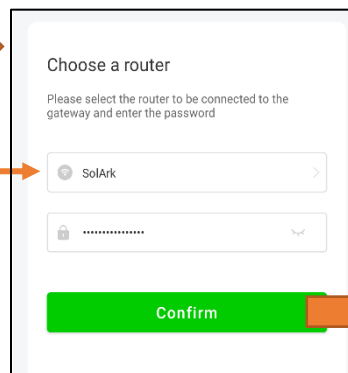 Choose a router
Please select the router to be connected to the
gateway and enter the password
SolArk
Confirm